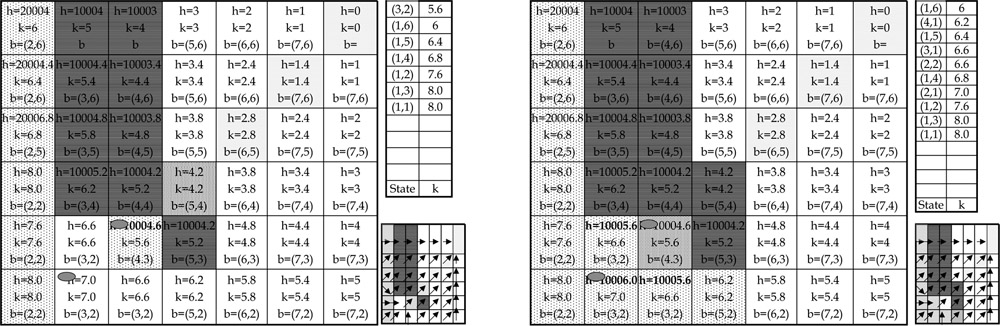 h=20004 h=10004 h=10003 h=3 h=2 h=1 h=0
k=6 k=5 k=4 k=3 k=2 k=1 k=0
b=(2,6) b b b=(5,6) b=(6,6) b=(7,6) b=
h=20004.4 h=10004.4 h=10003.4 h=3.4 h=2.4 h=1.4 h=1
k=6.4 k=5.4 k=4.4 k=3.4 k=2.4 k=1.4 k=1
b=(2,6) b=(3,6) b=(4,6) b=(5,6) b=(6,6) b=(7,6) b=(7,6)
h=20006.8 h=10004.8 h=10003.8 h=3.8 h=2.8 h=2.4 h=2
k=6.8 k=5.8 k=4.8 k=3.8 k=2.8 k=2.4 k=2
b=(2,5) b=(3,5) b=(4,5) b=(5,5) b=(6,5) b=(7,5) b=(7,5)
h=8.0 h=10005.2 h=10004.2 h=4.2 h=3.8 h=3.4 h=3
k=8.0 k=6.2 k=5.2 k=4.2 k=3.8 k=3.4 k=3
b=(2,2) b=(3,4) b=(4,4) b=(5,4) b=(6,4) b=(7,4) b=(7,4)
h=7.6 h=6.6 h=10004.6 h=10004.2 h=4.8 h=4.4 h=4
k=7.6 k=6.6 k=5.6 k=5.2 k=4.8 k=4.4 k=4
b=(2,2) b=(3,2) b=(4.3) b=(5,3) b=(6,3) b=(7,3) b=(7,3)
h=8.0 h=7.0 h=6.6 h=6.2 h=5.8 h=5.4 h=5
k=8.0 k=7.0 k=6.6 k=6.2 k=5.8 k=5.4 k=5
b=(2,2) b=(3,2) b=(3,2) b=(5,2) b=(6,2) b=(7,2) b=(7,2)
(3,2) 5.6
(1,6) 6
(1,5) 6.4
(1,4) 6.8
(1,2) 7.6
(1,3) 8.0
(1,1) 8.0
State k
h=20004 h=10004 h=10003 h=3 h=2 h=1 h=0
k=6 k=5 k=4 k=3 k=2 k=1 k=0
b=(2,6) b b=(4,6) b=(5,6) b=(6,6) b=(7,6) b=
h=20004.4 h=10004.4 h=10003.4 h=3.4 h=2.4 h=1.4 h=1
k=6.4 k=5.4 k=4.4 k=3.4 k=2.4 k=1.4 k=1
b=(2,6) b=(3,6) b=(4,6) b=(5,6) b=(6,6) b=(7,6) b=(7,6)
h=20006.8 h=10004.8 h=10003.8 h=3.8 h=2.8 h=2.4 h=2
k=6.8 k=5.8 k=4.8 k=3.8 k=2.8 k=2.4 k=2
b=(2,5) b=(3,5) b=(4,5) b=(5,5) b=(6,5) b=(7,5) b=(7,5)
h=8.0 h=10005.2 h=10004.2 h=4.2 h=3.8 h=3.4 h=3
k=8.0 k=6.2 k=5.2 k=4.2 k=3.8 k=3.4 k=3
b=(2,2) b=(3,4) b=(4,4) b=(5,4) b=(6,4) b=(7,4) b=(7,4)
h=7.6 h=10005.6 h=10004.6 h=10004.2 h=4.8 h=4.4 h=4
k=7.6 k=6.6 k=5.6 k=5.2 k=4.8 k=4.4 k=4
b=(2,2) b=(3,2) b=(4.3) b=(5,3) b=(6,3) b=(7,3) b=(7,3)
h=8.0 h=10006.0 h=10005.6 h=6.2 h=5.8 h=5.4 h=5
k=8.0 k=7.0 k=6.6 k=6.2 k=5.8 k=5.4 k=5
b=(2,2) b=(3,2) b=(3,2) b=(5,2) b=(6,2) b=(7,2) b=(7,2)
(1,6) 6
(4,1) 6.2
(1,5) 6.4
(3,1) 6.6
(2,2) 6.6
(1,4) 6.8
(2,1) 7.0
(1,2) 7.6
(1,3) 8.0
(1,1) 8.0
State k